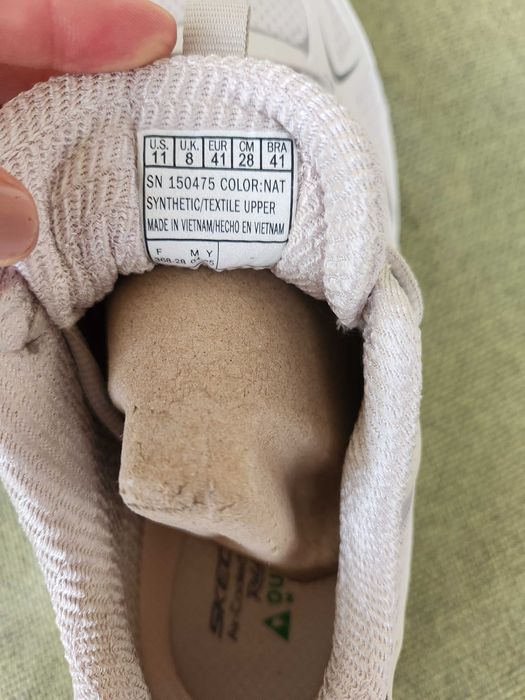 U.S. U.K. EUR CM BRA
11 8 41 28 41
SN 150475 COLOR:NAT
SYNTHETIC/TEXTILE UPPER
MADE IN VIETNAM/HECHO EN VIETNAM
F M Y